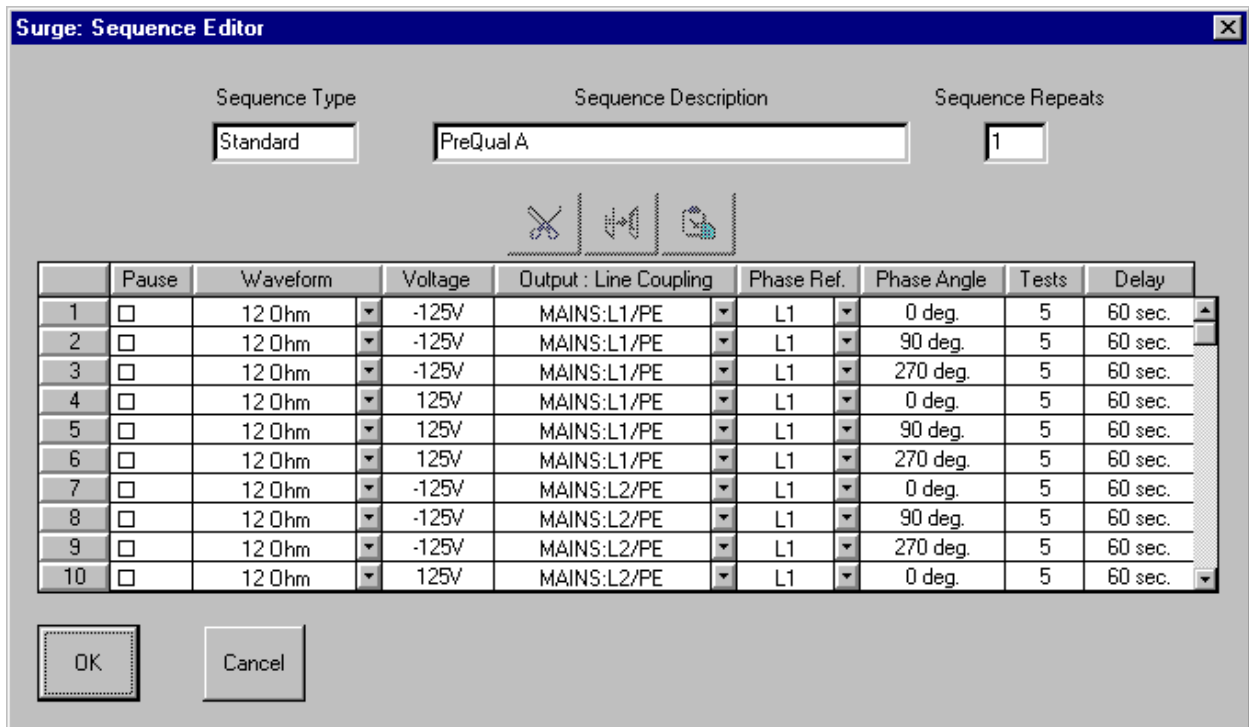 Surge: Sequence Editor
Sequence Type Sequence Description Sequence Repeats
Standard PreQual A 1
Pause Waveform Voltage Output : Line Coupling Phase Ref. Phase Angle Tests Delay
1 12 Ohm -125V MAINS:L1/PE L1 0 deg. 5 60 sec.
2 12 Ohm -125V MAINS:L1/PE L1 90 deg. 5 60 sec.
3 12 Ohm -125V MAINS:L1/PE L1 270 deg. 5 60 sec.
4 12 Ohm 125V MAINS:L1/PE L1 0 deg. 5 60 sec.
5 12 Ohm 125V MAINS:L1/PE L1 90 deg. 5 60 sec.
6 12 Ohm 125V MAINS:L1/PE L1 270 deg. 5 60 sec.
7 12 Ohm -125V MAINS:L2/PE L1 0 deg. 5 60 sec.
8 12 Ohm -125V MAINS:L2/PE L1 90 deg. 5 60 sec.
9 12 Ohm -125V MAINS:L2/PE L1 270 deg. 5 60 sec.
10 12 Ohm 125V MAINS:L2/PE L1 0 deg. 5 60 sec.
OK Cancel